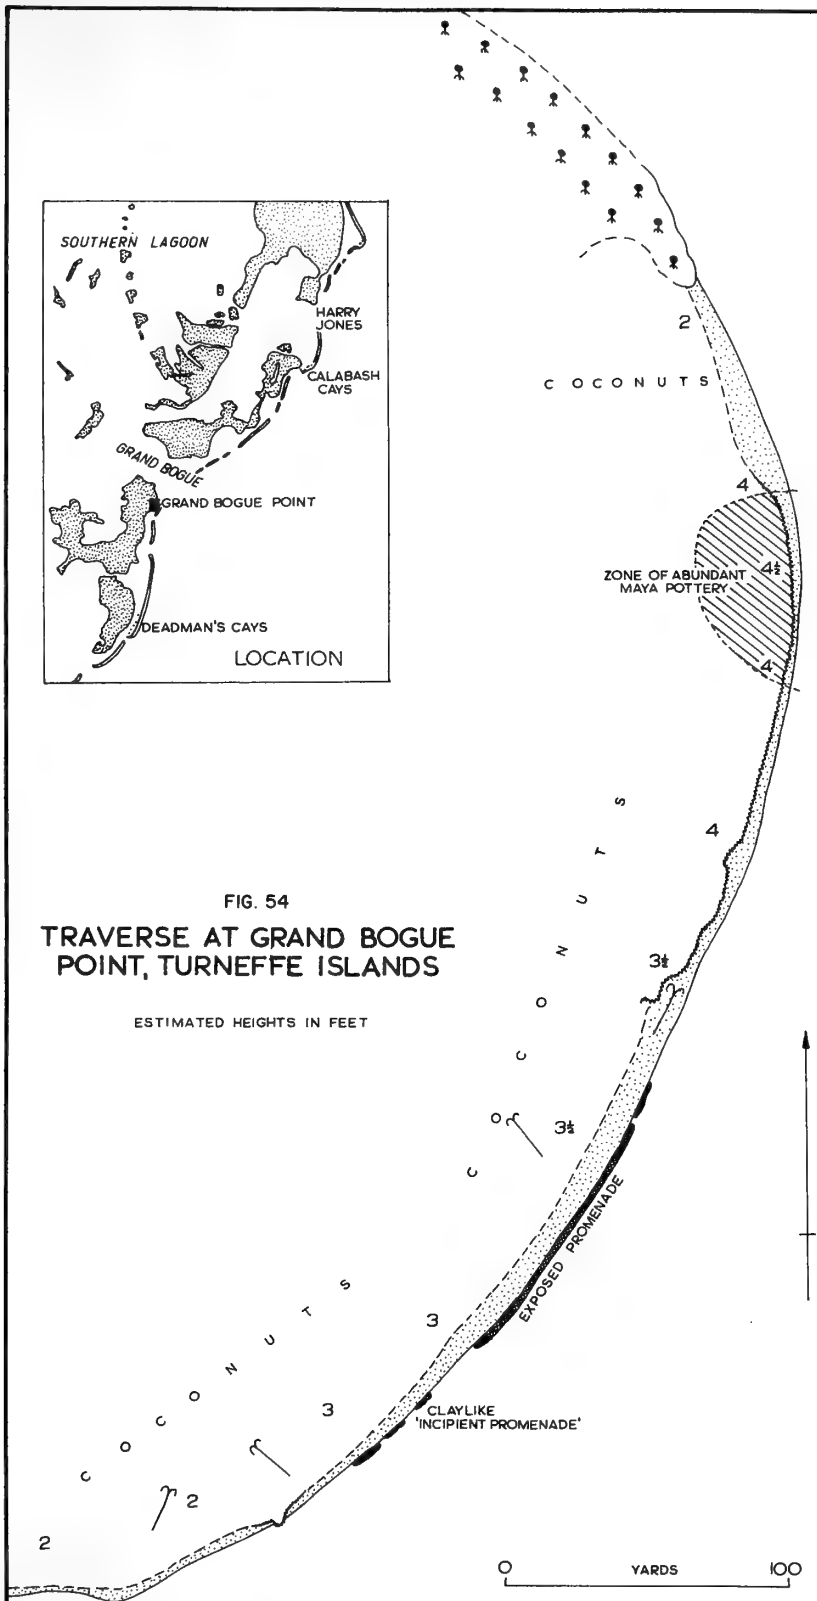 SOUTHERN LAGOON
HARRY
JONES
CALABASH
CAYS
GRAND BOGUE
GRAND BOGUE POINT
DEADMAN'S CAYS
LOCATION
2
COCONUTS
4
4½
ZONE OF ABUNDANT
MAYA POTTERY
4
4
COCONUTS
3½
FIG. 54
TRAVERSE AT GRAND BOGUE
POINT, TURNEFFE ISLANDS
ESTIMATED HEIGHTS IN FEET
3½
EXPOSED PROMENADE
3
COCONUTS
3
CLAYLIKE
'INCIPIENT PROMENADE'
2
2
0 YARDS 100